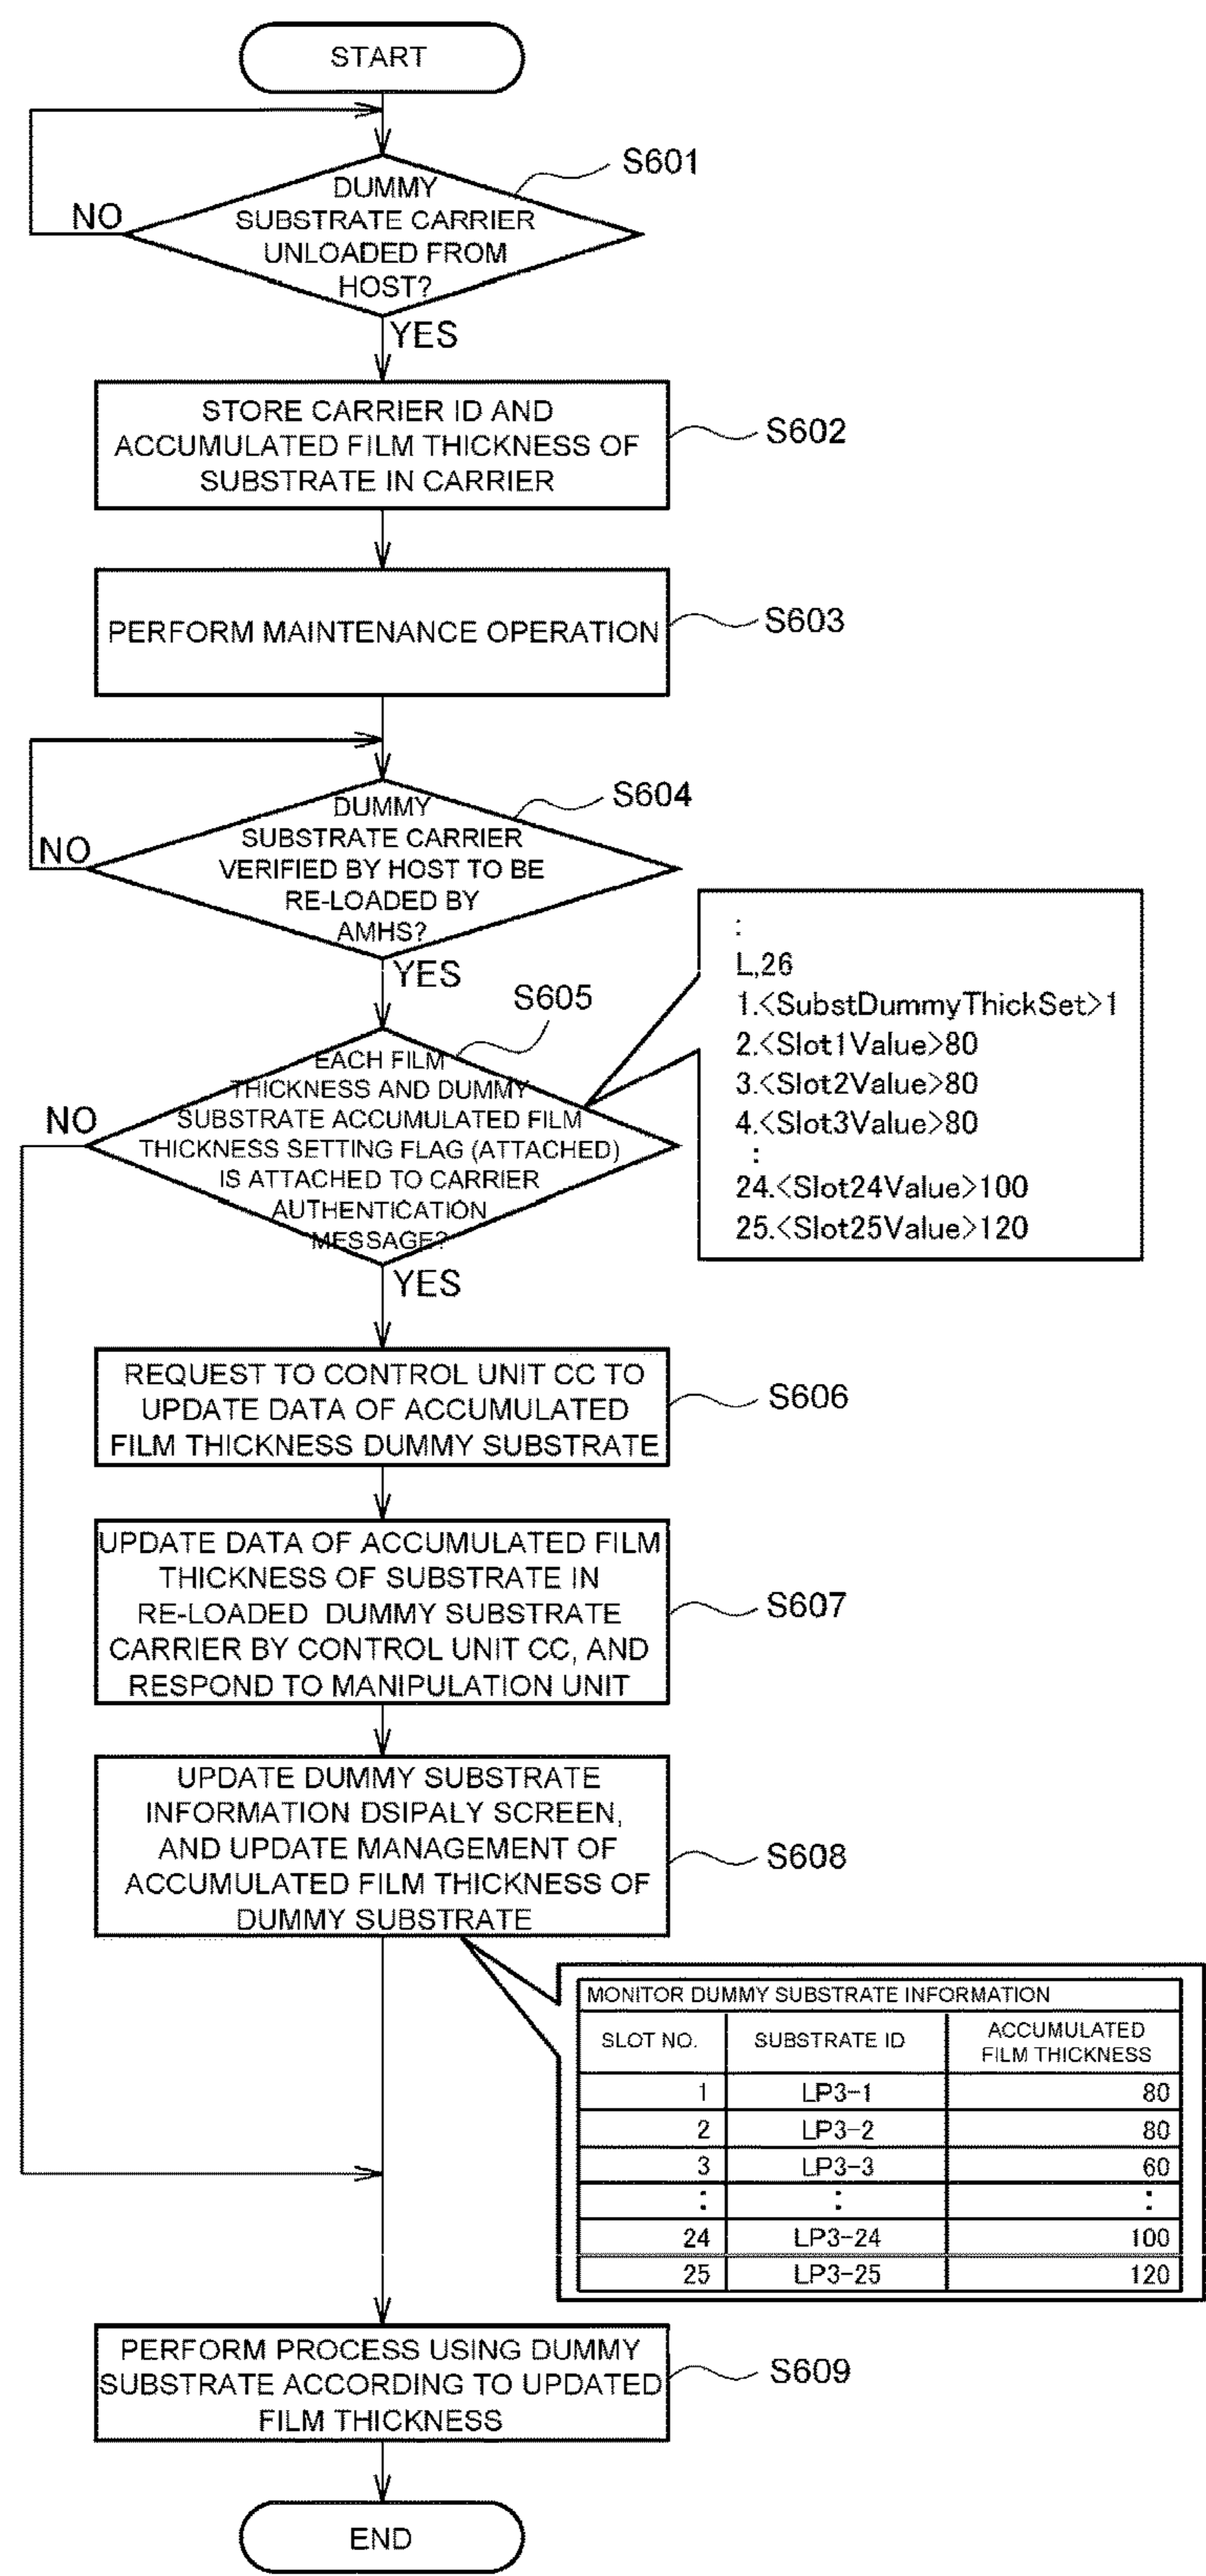 START
S601
NO
DUMMY
SUBSTRATE CARRIER
UNLOADED FROM
HOST?
YES
STORE CARRIER ID AND
ACCUMULATED FILM THICKNESS OF
SUBSTRATE IN CARRIER
S602
PERFORM MAINTENANCE OPERATION
S603
S604
NO
DUMMY
SUBSTRATE CARRIER
VERIFIED BY HOST TO BE
RE-LOADED BY
AMHS?
YES
S605
NO
EACH FILM
THICKNESS AND DUMMY
SUBSTRATE ACCUMULATED FILM
THICKNESS SETTING FLAG (ATTACHED)
IS ATTACHED TO CARRIER
AUTHENTICATION
MESSAGE?
YES
:
L,26
1.<SubstDummyThickSet>1
2.<Slot1Value>80
3.<Slot2Value>80
4.<Slot3Value>80
:
24.<Slot24Value>100
25.<Slot25Value>120
REQUEST TO CONTROL UNIT CC TO
UPDATE DATA OF ACCUMULATED
FILM THICKNESS DUMMY SUBSTRATE
S606
UPDATE DATA OF ACCUMULATED FILM
THICKNESS OF SUBSTRATE IN
RE-LOADED DUMMY SUBSTRATE
CARRIER BY CONTROL UNIT CC, AND
RESPOND TO MANIPULATION UNIT
S607
UPDATE DUMMY SUBSTRATE
INFORMATION DSIPALY SCREEN,
AND UPDATE MANAGEMENT OF
ACCUMULATED FILM THICKNESS OF
DUMMY SUBSTRATE
S608
MONITOR DUMMY SUBSTRATE INFORMATION
SLOT NO. SUBSTRATE ID ACCUMULATED
FILM THICKNESS
1 LP3-1 80
2 LP3-2 80
3 LP3-3 60
: : :
24 LP3-24 100
25 LP3-25 120
PERFORM PROCESS USING DUMMY
SUBSTRATE ACCORDING TO UPDATED
FILM THICKNESS
S609
END